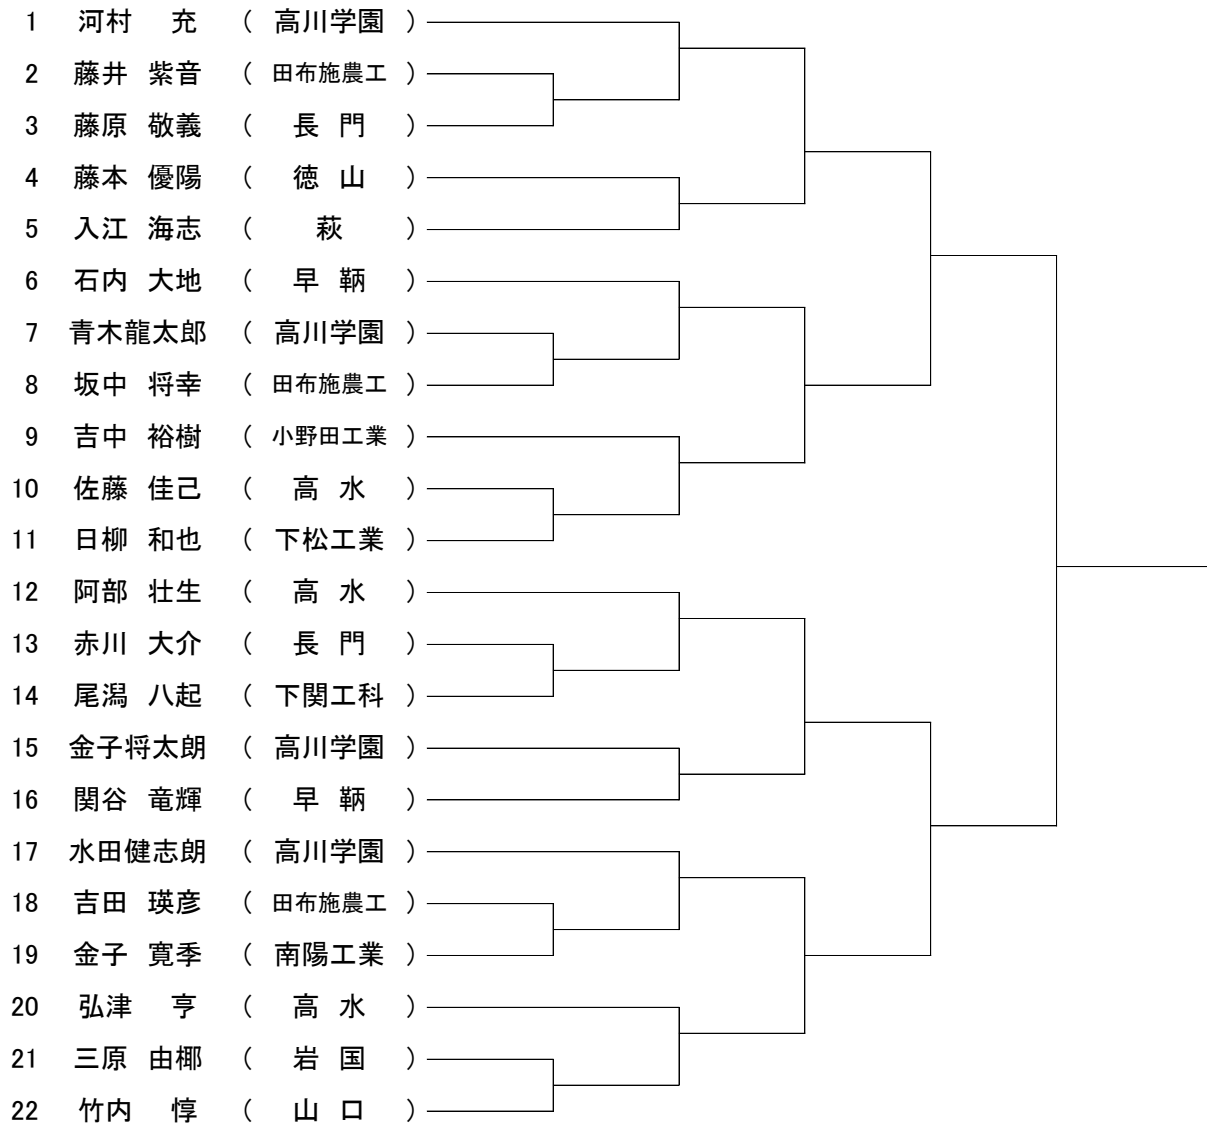 1 河村 充 ( 高川学園 )
2 藤井 紫音 ( 田布施農工 )
3 藤原 敬義 ( 長 門 )
4 藤本 優陽 ( 徳 山 )
5 入江 海志 ( 萩 )
6 石内 大地 ( 早 鞆 )
7 青木龍太郎 ( 高川学園 )
8 坂中 将幸 ( 田布施農工 )
9 吉中 裕樹 ( 小野田工業 )
10 佐藤 佳己 ( 高 水 )
11 日柳 和也 ( 下松工業 )
12 阿部 壮生 ( 高 水 )
13 赤川 大介 ( 長 門 )
14 尾潟 八起 ( 下関工科 )
15 金子将太朗 ( 高川学園 )
16 関谷 竜輝 ( 早 鞆 )
17 水田健志朗 ( 高川学園 )
18 吉田 瑛彦 ( 田布施農工 )
19 金子 寛季 ( 南陽工業 )
20 弘津 亨 ( 高 水 )
21 三原 由椰 ( 岩 国 )
22 竹内 惇 ( 山 口 )